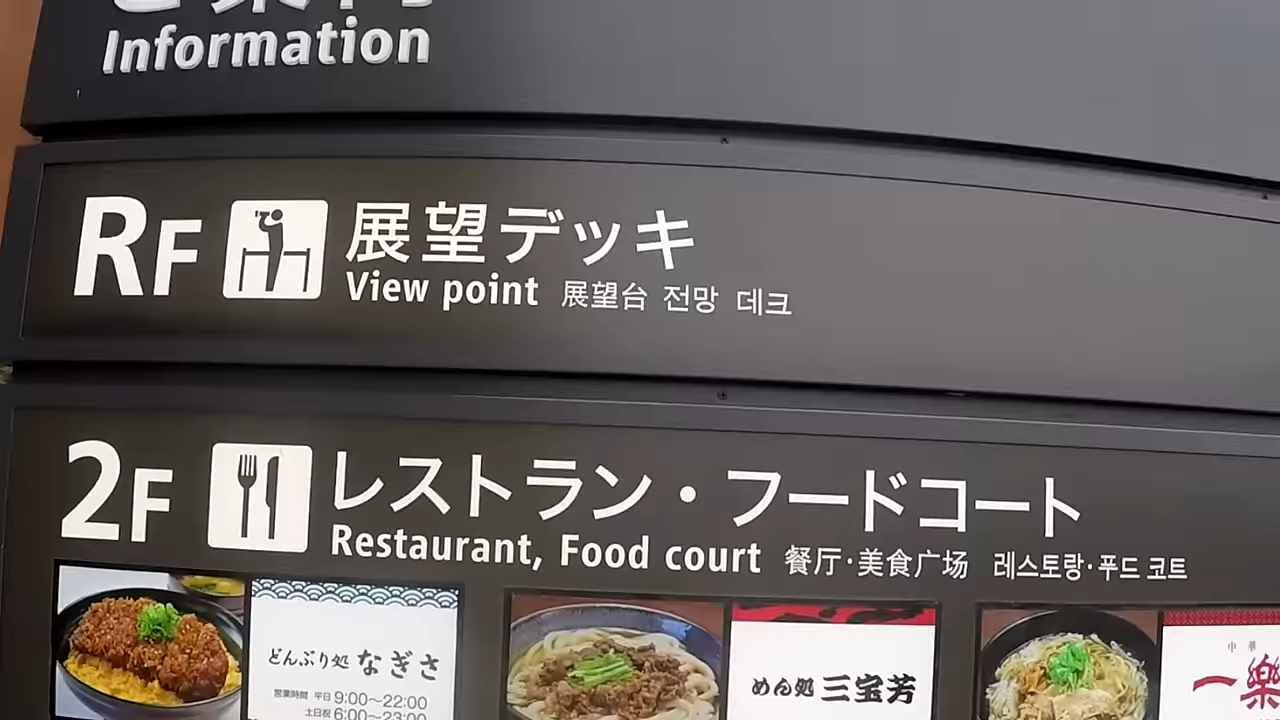 ご案内
Information
RF 展望デッキ
View point 展望台 전망 데크
2F レストラン・フードコート
Restaurant, Food court 餐厅·美食广场 레스토랑·푸드 코트
どんぶり処 なぎさ
営業時間 平日 9:00〜22:00
土日祝 6:00〜23:00
めん処 三宝芳
中華
一樂